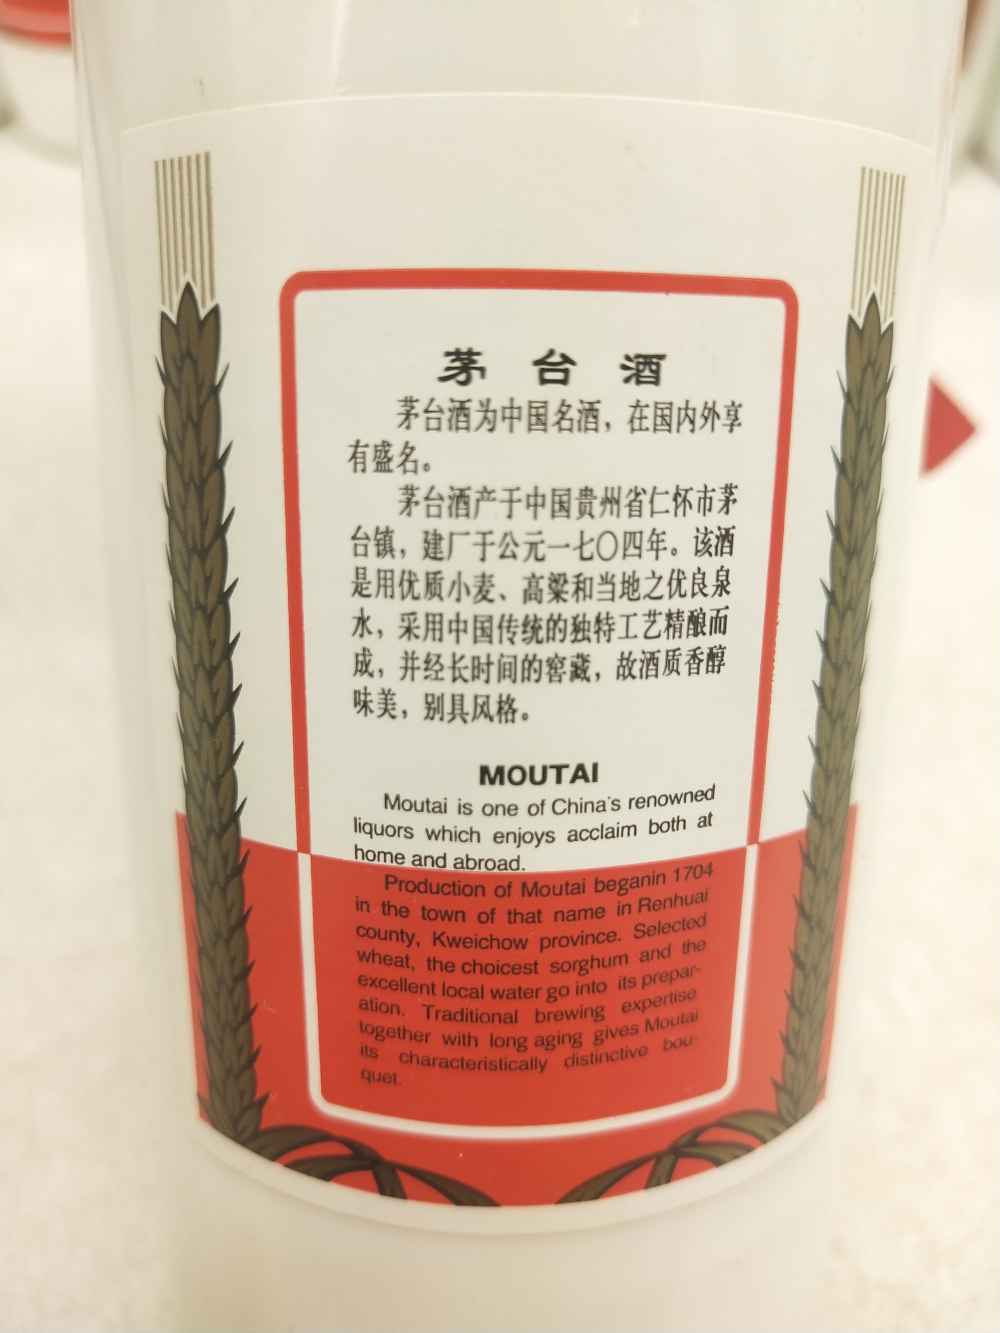 茅台酒
茅台酒为中国名酒，在国内外享
有盛名。
茅台酒产于中国贵州省仁怀市茅
台镇，建厂于公元一七〇四年。该酒
是用优质小麦、高粱和当地之优良泉
水，采用中国传统的独特工艺精酿而
成，并经长时间的窖藏，故酒质香醇
味美，别具风格。
MOUTAI
Moutai is one of China's renowned
liquors which enjoys acclaim both at
home and abroad.
Production of Moutai beganin 1704
in the town of that name in Renhuai
county, Kweichow province. Selected
wheat, the choicest sorghum and the
excellent local water go into its prepar-
ation. Traditional brewing expertise
together with long aging gives Moutai
its characteristically distinctive bou-
quet.